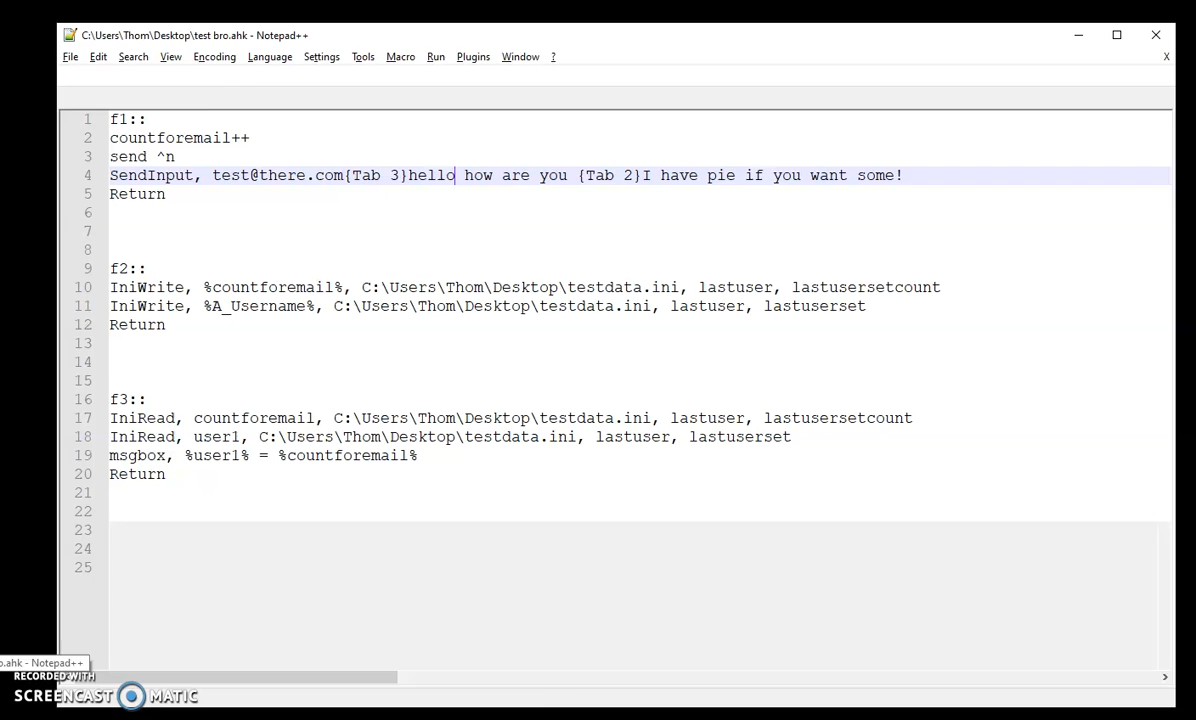 C:\Users\Thom\Desktop\test bro.ahk - Notepad++
File Edit Search View Encoding Language Settings Tools Macro Run Plugins Window ? X
1 f1::
2 countforemail++
3 send ^n
4 SendInput, test@there.com{Tab 3}hello how are you {Tab 2}I have pie if you want some!
5 Return
6
7
8
9 f2::
10 IniWrite, %countforemail%, C:\Users\Thom\Desktop\testdata.ini, lastuser, lastusersetcount
11 IniWrite, %A_Username%, C:\Users\Thom\Desktop\testdata.ini, lastuser, lastuserset
12 Return
13
14
15
16 f3::
17 IniRead, countforemail, C:\Users\Thom\Desktop\testdata.ini, lastuser, lastusersetcount
18 IniRead, user1, C:\Users\Thom\Desktop\testdata.ini, lastuser, lastuserset
19 msgbox, %user1% = %countforemail%
20 Return
21
22
23
24
25
o.ahk - Notepad++
RECORDED WITH
SCREENCAST MATIC